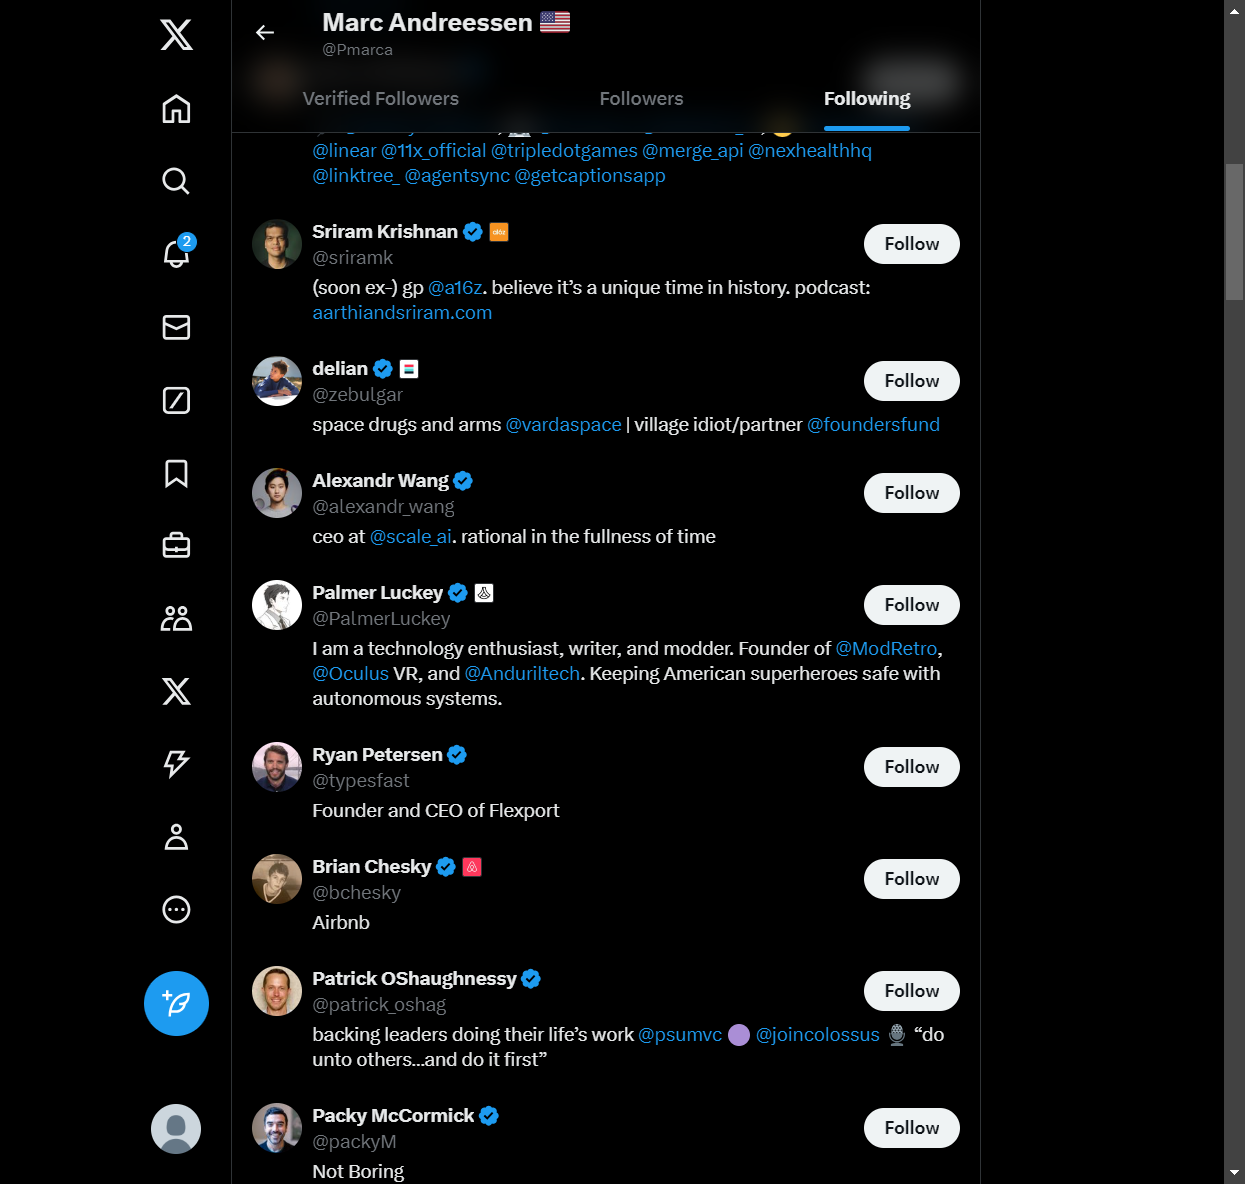 Marc Andreessen 🇺🇸
@Pmarca
Verified Followers
Followers
Following
@linear @11x_official @tripledotgames @merge_api @nexhealthhq
@linktree_ @agentsync @getcaptionsapp
2
Sriram Krishnan
a16z
Follow
@sriramk
(soon ex-) gp @a16z. believe it’s a unique time in history. podcast:
aarthiandsriram.com
delian
Follow
@zebulgar
space drugs and arms @vardaspace | village idiot/partner @foundersfund
Alexandr Wang
Follow
@alexandr_wang
ceo at @scale_ai. rational in the fullness of time
Palmer Luckey
Follow
@PalmerLuckey
I am a technology enthusiast, writer, and modder. Founder of @ModRetro,
@Oculus VR, and @Anduriltech. Keeping American superheroes safe with
autonomous systems.
Ryan Petersen
Follow
@typesfast
Founder and CEO of Flexport
Brian Chesky
Follow
@bchesky
Airbnb
Patrick OShaughnessy
Follow
@patrick_oshag
backing leaders doing their life’s work @psumvc 🟣 @joincolossus 🎙️ “do
unto others...and do it first”
Packy McCormick
Follow
@packyM
Not Boring